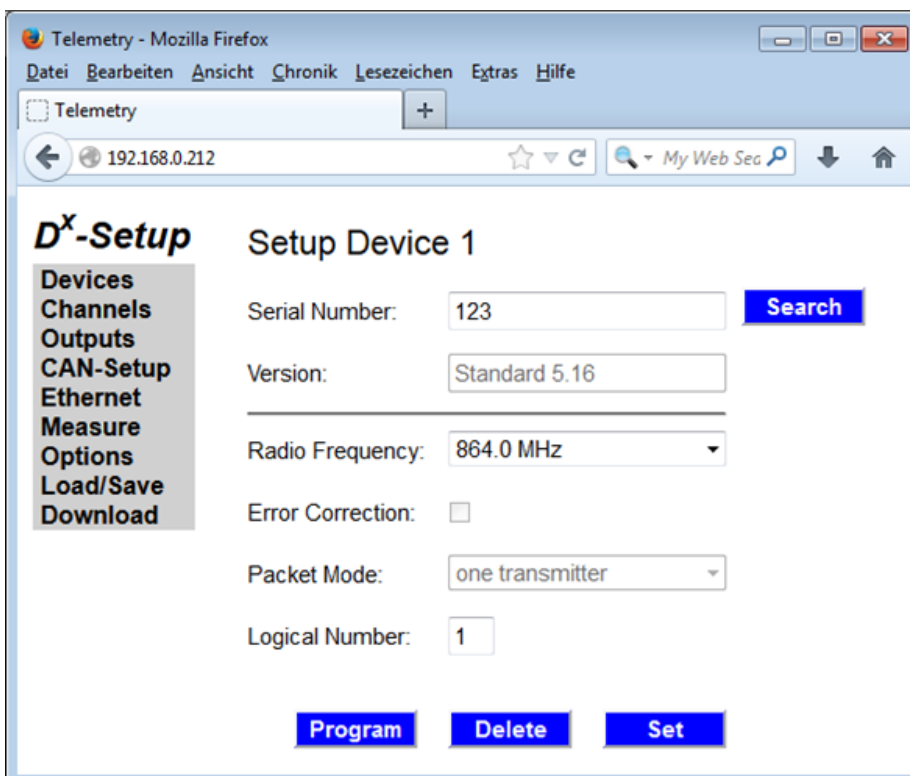 Telemetry - Mozilla Firefox
Datei Bearbeiten Ansicht Chronik Lesezeichen Extras Hilfe
Telemetry +
192.168.0.212 My Web Sea
Dx-Setup
Devices
Channels
Outputs
CAN-Setup
Ethernet
Measure
Options
Load/Save
Download
Setup Device 1
Serial Number: 123 Search
Version: Standard 5.16
Radio Frequency: 864.0 MHz
Error Correction:
Packet Mode: one transmitter
Logical Number: 1
Program Delete Set